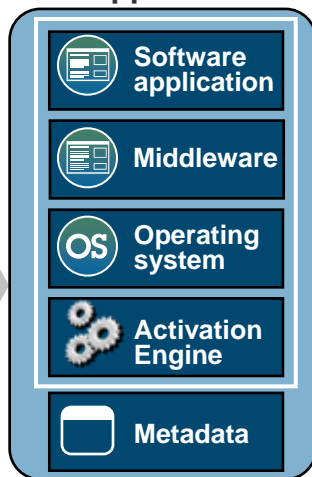 Software
application
Middleware
OS
Operating
system
Activation
Engine
Metadata